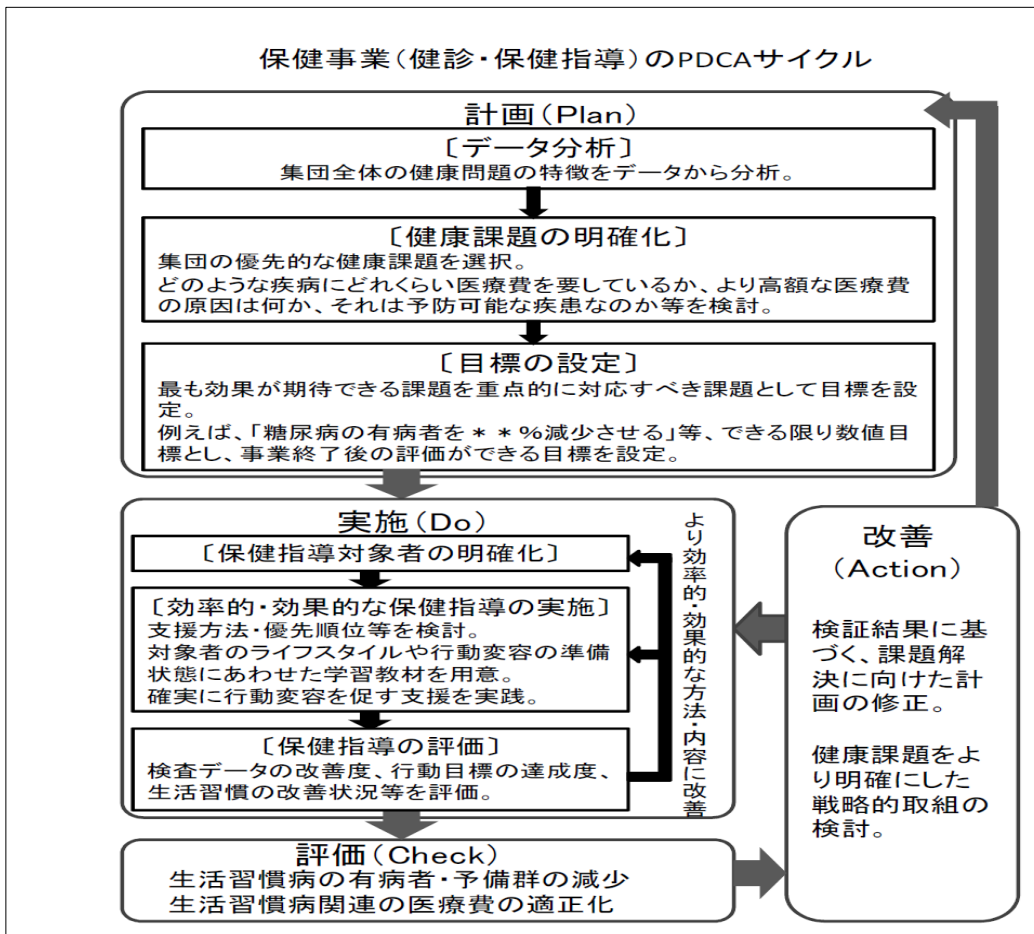 保健事業（健診・保健指導）のPDCAサイクル
計画（Plan）
〔データ分析〕
集団全体の健康問題の特徴をデータから分析。
〔健康課題の明確化〕
集団の優先的な健康課題を選択。
どのような疾病にどれくらい医療費を要しているか、より高額な医療費
の原因は何か、それは予防可能な疾患なのか等を検討。
〔目標の設定〕
最も効果が期待できる課題を重点的に対応すべき課題として目標を設
定。
例えば、「糖尿病の有病者を＊＊%減少させる」等、できる限り数値目
標とし、事業終了後の評価ができる目標を設定。
実施（Do）
〔保健指導対象者の明確化〕
〔効率的・効果的な保健指導の実施〕
支援方法・優先順位等を検討。
対象者のライフスタイルや行動変容の準備
状態にあわせた学習教材を用意。
確実に行動変容を促す支援を実践。
〔保健指導の評価〕
検査データの改善度、行動目標の達成度、
生活習慣の改善状況等を評価。
より効率的・効果的な方法・内容に改善
評価（Check）
生活習慣病の有病者・予備群の減少
生活習慣病関連の医療費の適正化
改善
（Action）
検証結果に基
づく、課題解
決に向けた計
画の修正。
健康課題をよ
り明確にした
戦略的取組の
検討。